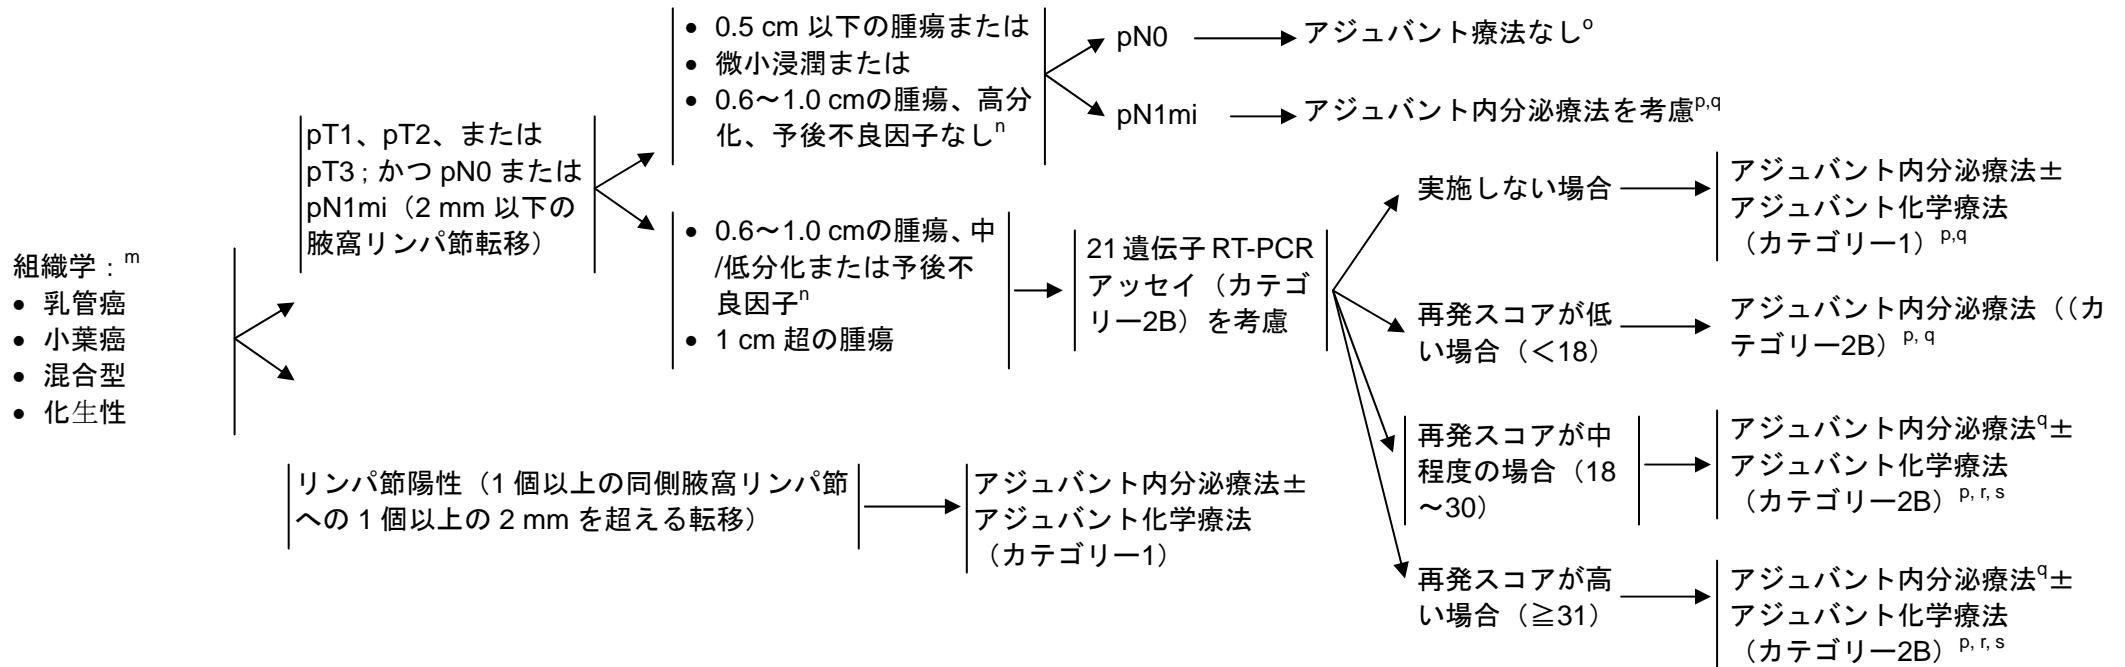 組織学：m
• 乳管癌
• 小葉癌
• 混合型
• 化生性
pT1、pT2、または
pT3；かつ pN0 または
pN1mi（2 mm 以下の
腋窩リンパ節転移）
• 0.5 cm 以下の腫瘍または
• 微小浸潤または
• 0.6～1.0 cmの腫瘍、高分
化、予後不良因子なしn
pN0
アジュバント療法なしo
pN1mi
アジュバント内分泌療法を考慮p,q
• 0.6～1.0 cmの腫瘍、中
/低分化または予後不
良因子n
• 1 cm 超の腫瘍
21 遺伝子 RT-PCR
アッセイ（カテゴ
リー2B）を考慮
実施しない場合
アジュバント内分泌療法±
アジュバント化学療法
（カテゴリー1）p,q
再発スコアが低
い場合（＜18）
アジュバント内分泌療法（(カ
テゴリー2B）p, q
再発スコアが中
程度の場合（18
～30）
アジュバント内分泌療法q±
アジュバント化学療法
（カテゴリー2B）p, r, s
再発スコアが高
い場合（≧31）
アジュバント内分泌療法q±
アジュバント化学療法
（カテゴリー2B）p, r, s
リンパ節陽性（1 個以上の同側腋窩リンパ節
への 1 個以上の 2 mm を超える転移）
アジュバント内分泌療法±
アジュバント化学療法
（カテゴリー1）